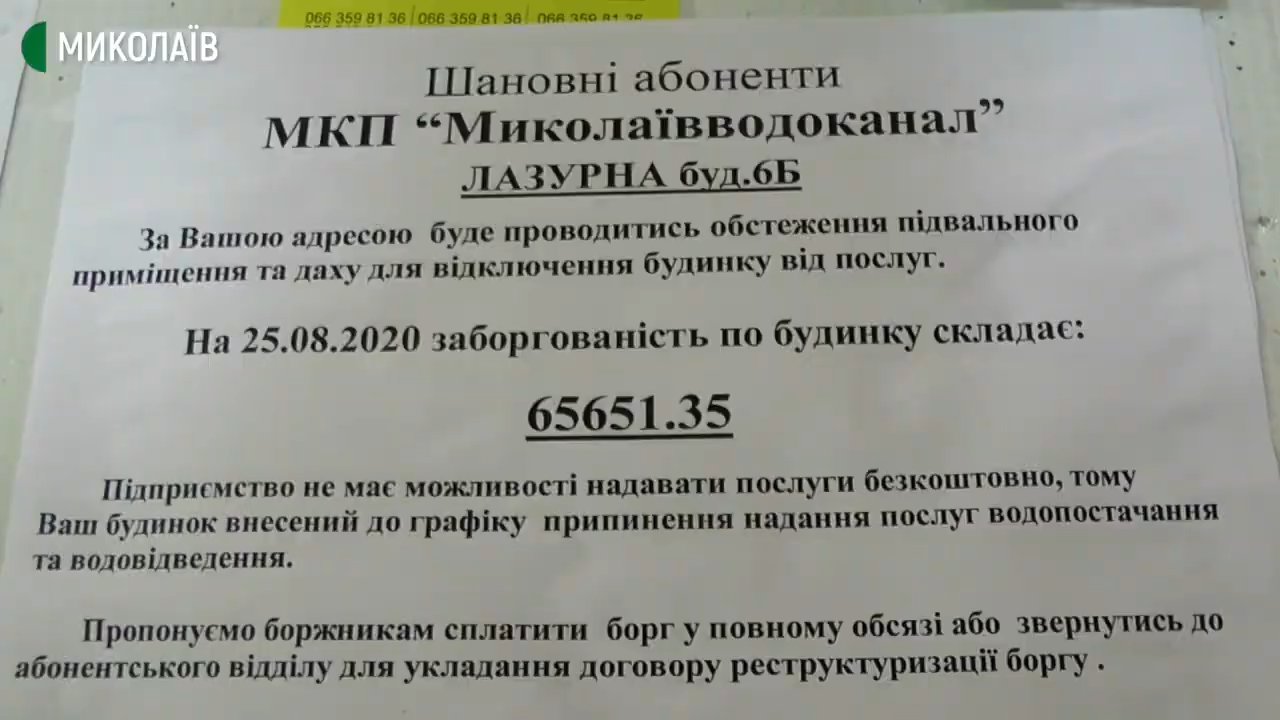 066 359 81 36 066 359 81 36 066 359 81 36
МИКОЛАЇВ
Шановні абоненти
МКП “Миколаївводоканал”
ЛАЗУРНА буд.6Б
За Вашою адресою буде проводитись обстеження підвального
приміщення та даху для відключення будинку від послуг.
На 25.08.2020 заборгованість по будинку складає:
65651.35
Підприємство не має можливості надавати послуги безкоштовно, тому
Ваш будинок внесений до графіку припинення надання послуг водопостачання
та водовідведення.
Пропонуємо боржникам сплатити борг у повному обсязі або звернутись до
абонентського відділу для укладання договору реструктуризації боргу .